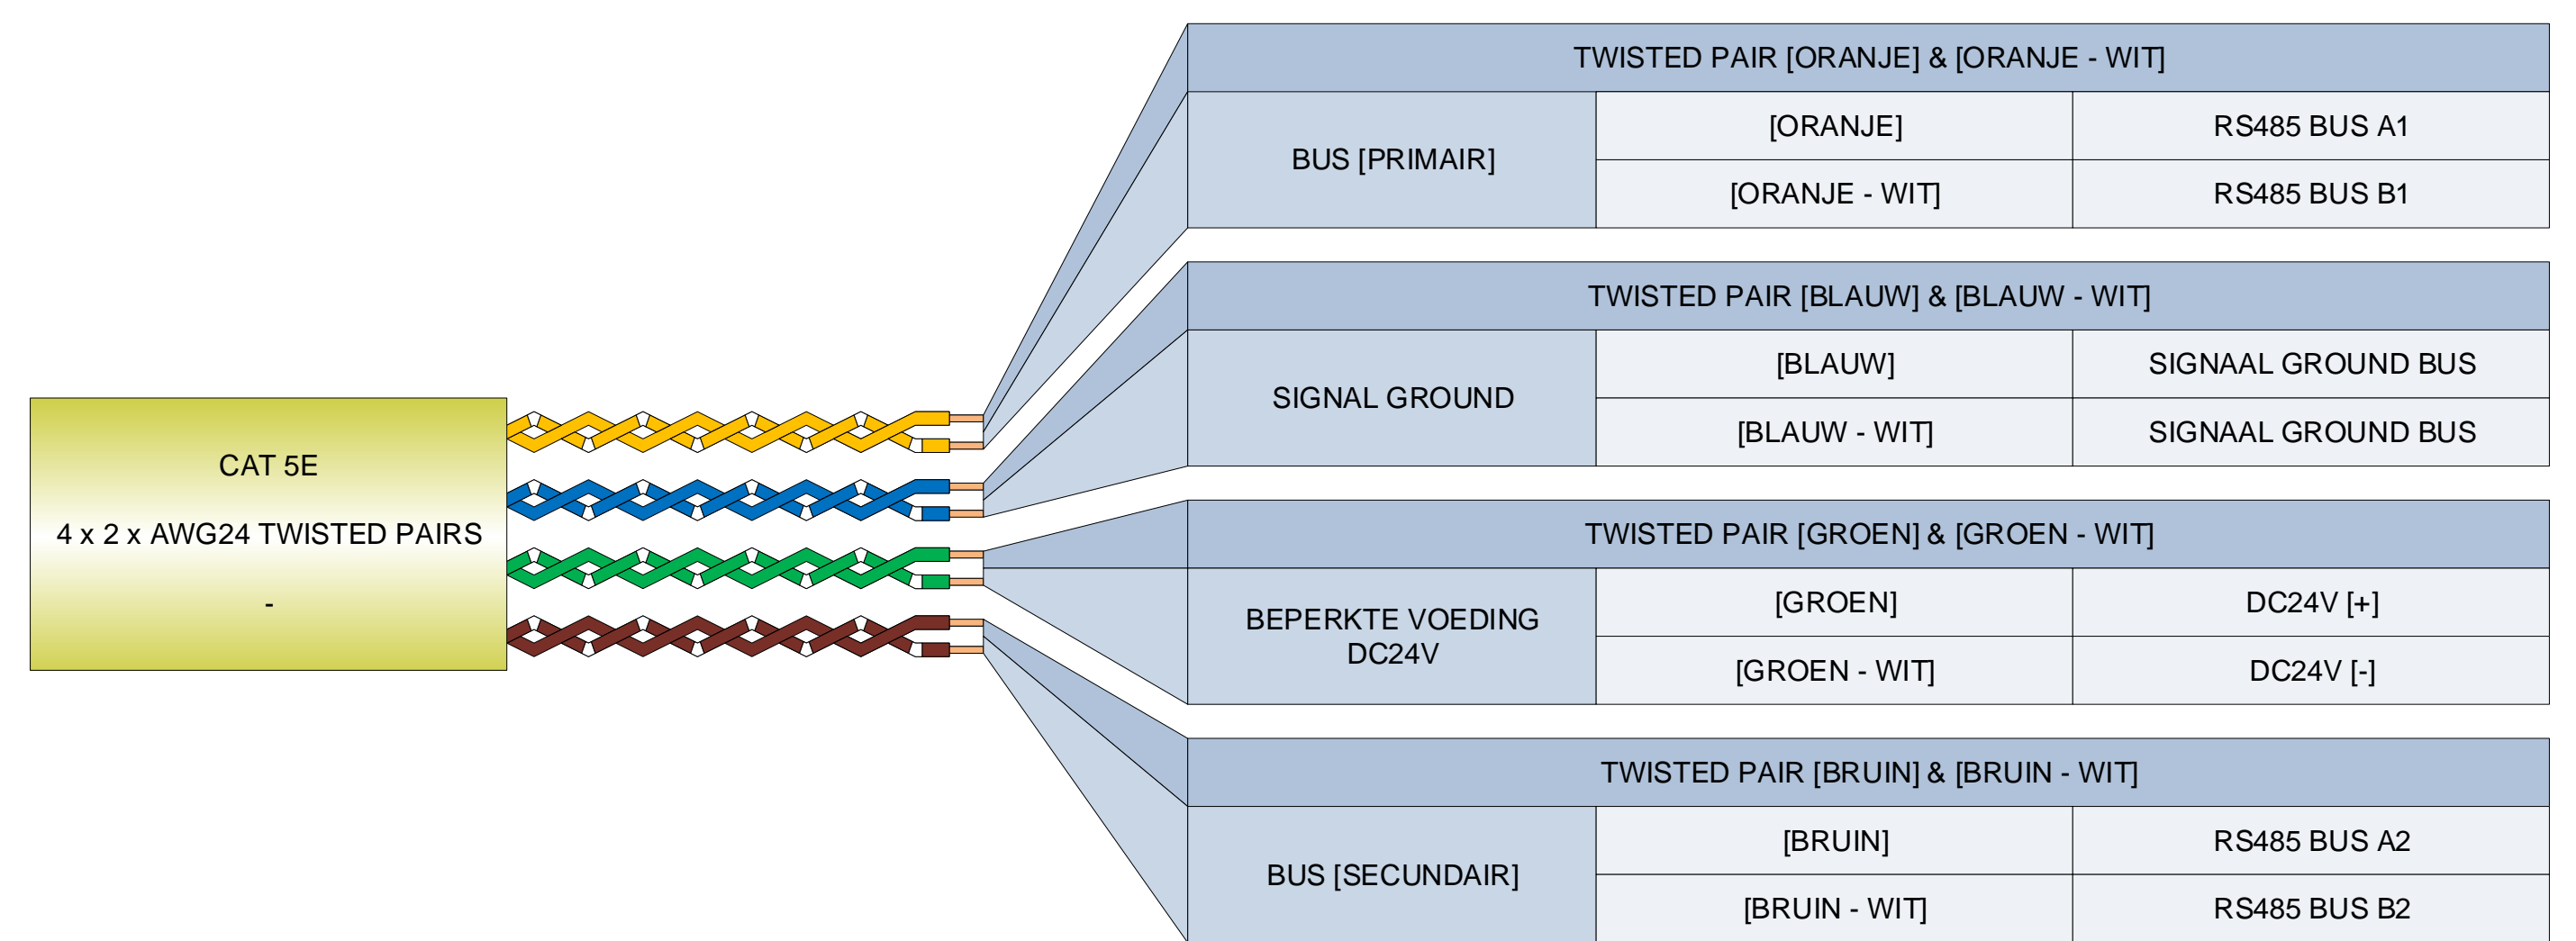 CAT 5E
4 x 2 x AWG24 TWISTED PAIRS
-
TWISTED PAIR [ORANJE] & [ORANJE - WIT]
BUS [PRIMAIR]
[ORANJE]
RS485 BUS A1
[ORANJE - WIT]
RS485 BUS B1
TWISTED PAIR [BLAUW] & [BLAUW - WIT]
SIGNAL GROUND
[BLAUW]
SIGNAAL GROUND BUS
[BLAUW - WIT]
SIGNAAL GROUND BUS
TWISTED PAIR [GROEN] & [GROEN - WIT]
BEPERKTE VOEDING
DC24V
[GROEN]
DC24V [+]
[GROEN - WIT]
DC24V [-]
TWISTED PAIR [BRUIN] & [BRUIN - WIT]
BUS [SECUNDAIR]
[BRUIN]
RS485 BUS A2
[BRUIN - WIT]
RS485 BUS B2